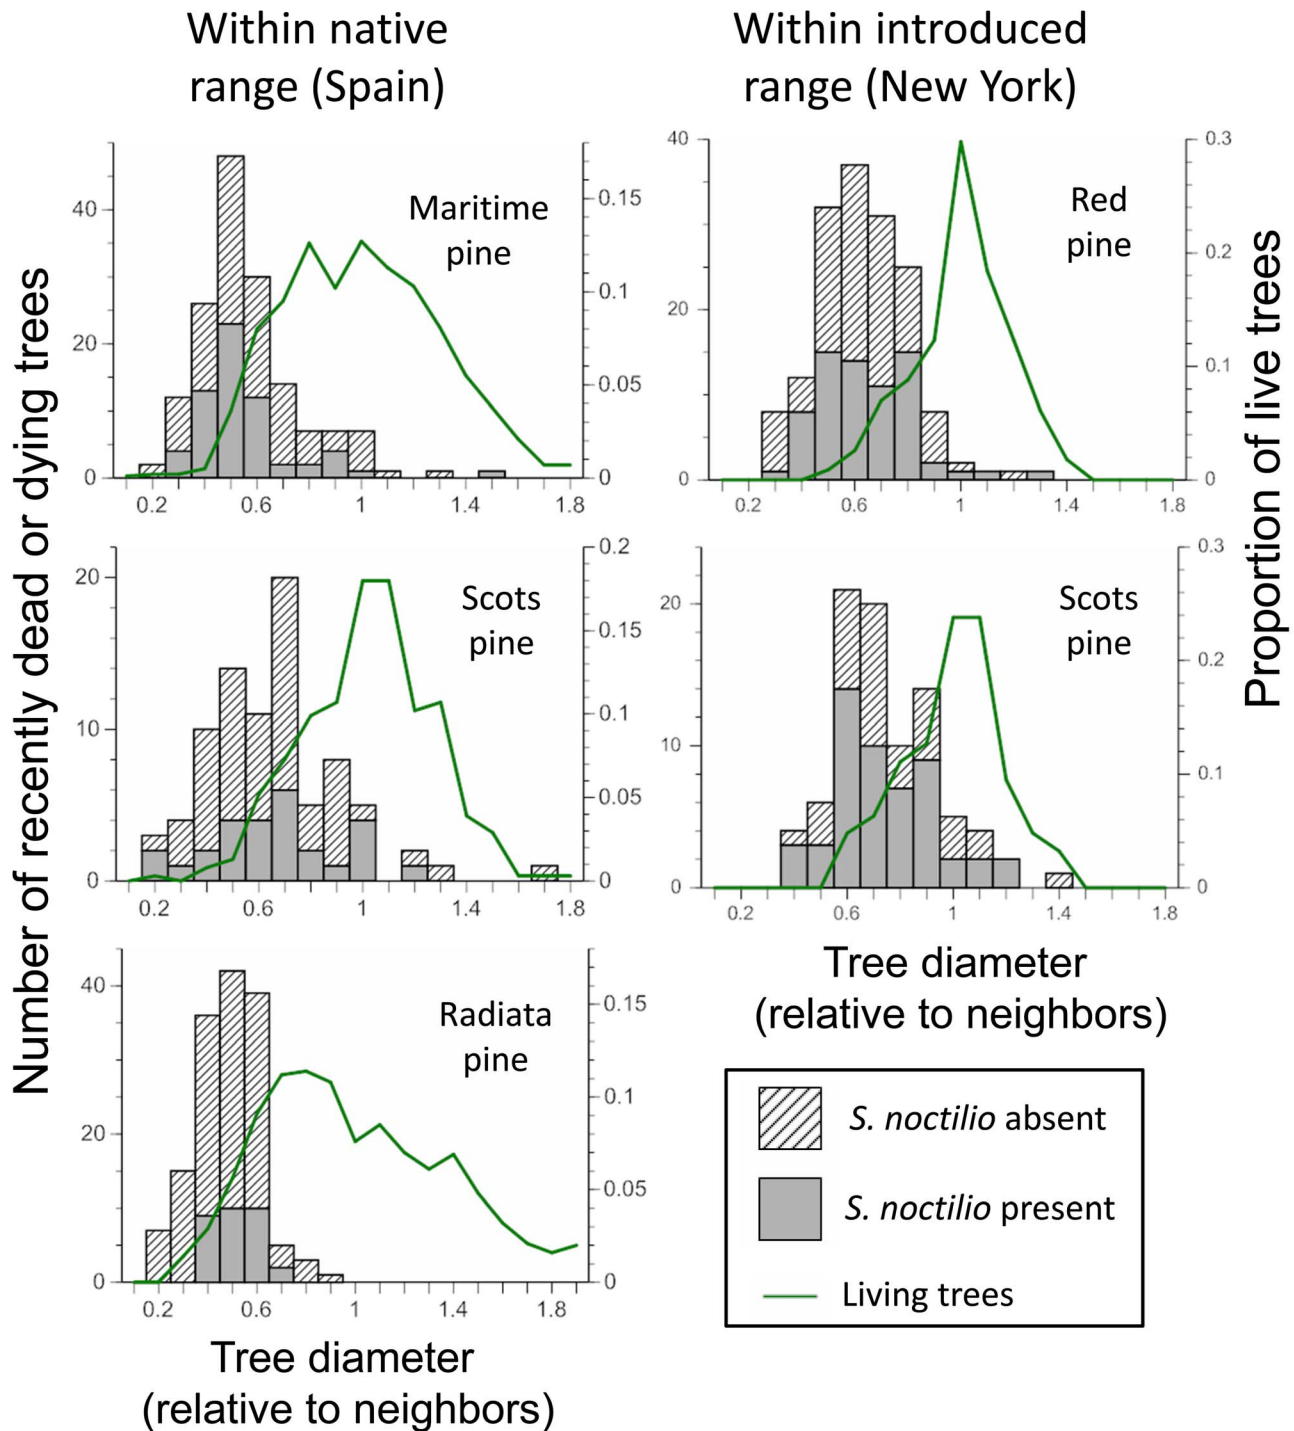 Within native
range (Spain)
Within introduced
range (New York)
Number of recently dead or dying trees
Proportion of live trees
Maritime
pine
40
20
0
0.15
0.1
0.05
0
0.2 0.6 1 1.4 1.8
Red
pine
40
20
0
0.3
0.2
0.1
0
0.2 0.6 1 1.4 1.8
Scots
pine
20
10
0
0.2
0.15
0.1
0.05
0
0.2 0.6 1 1.4 1.8
Scots
pine
20
10
0
0.3
0.2
0.1
0
0.2 0.6 1 1.4 1.8
Tree diameter
(relative to neighbors)
Radiata
pine
40
20
0
0.15
0.1
0.05
0
0.2 0.6 1 1.4 1.8
Tree diameter
(relative to neighbors)
S. noctilio absent
S. noctilio present
Living trees